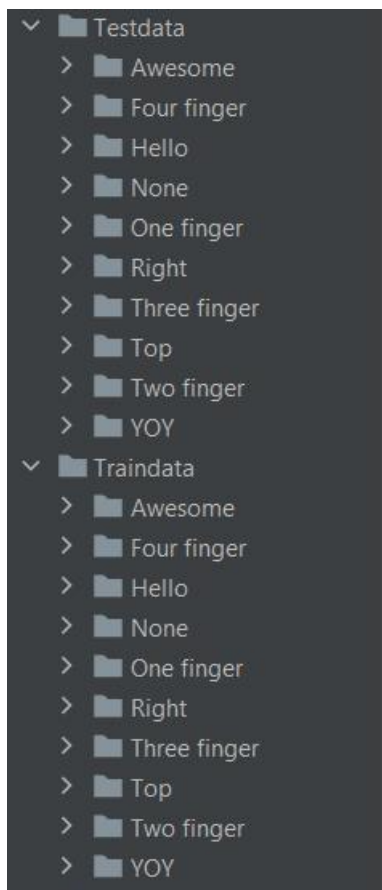 Testdata
Awesome
Four finger
Hello
None
One finger
Right
Three finger
Top
Two finger
YOY
Traindata
Awesome
Four finger
Hello
None
One finger
Right
Three finger
Top
Two finger
YOY